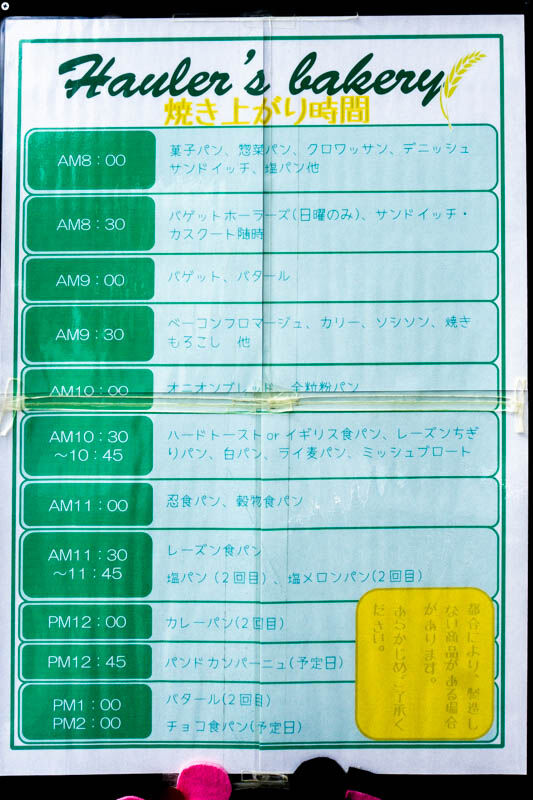 Hauler's bakery
焼き上がり時間
AM8：00
菓子パン、惣菜パン、クロワッサン、デニッシュ
サンドイッチ、塩パン他
AM8：30
バゲットホーラーズ(日曜のみ)、サンドイッチ・
カスクート随時
AM9：00
バゲット、バタール
AM9：30
ベーコンフロマージュ、カリー、ソシソン、焼き
もろこし　他
AM10：00
オニオンブレッド、全粒粉パン
AM10：30
～10：45
ハードトーストorイギリス食パン、レーズンちぎ
りパン、白パン、ライ麦パン、ミッシュブロート
AM11：00
忍食パン、穀物食パン
AM11：30
～11：45
レーズン食パン
塩パン（2回目）、塩メロンパン(2回目)
PM12：00
カレーパン(2回目)
PM12：45
パンドカンパーニュ(予定日)
PM1：00
バタール(2回目)
PM2：00
チョコ食パン(予定日)
都合により、製造し
ない商品がある場合
があります。
あらかじめご了承く
ださい。